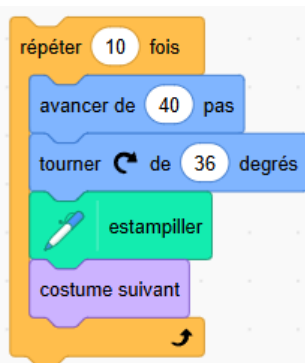 répéter 10 fois
avancer de 40 pas
tourner de 36 degrés
estampiller
costume suivant